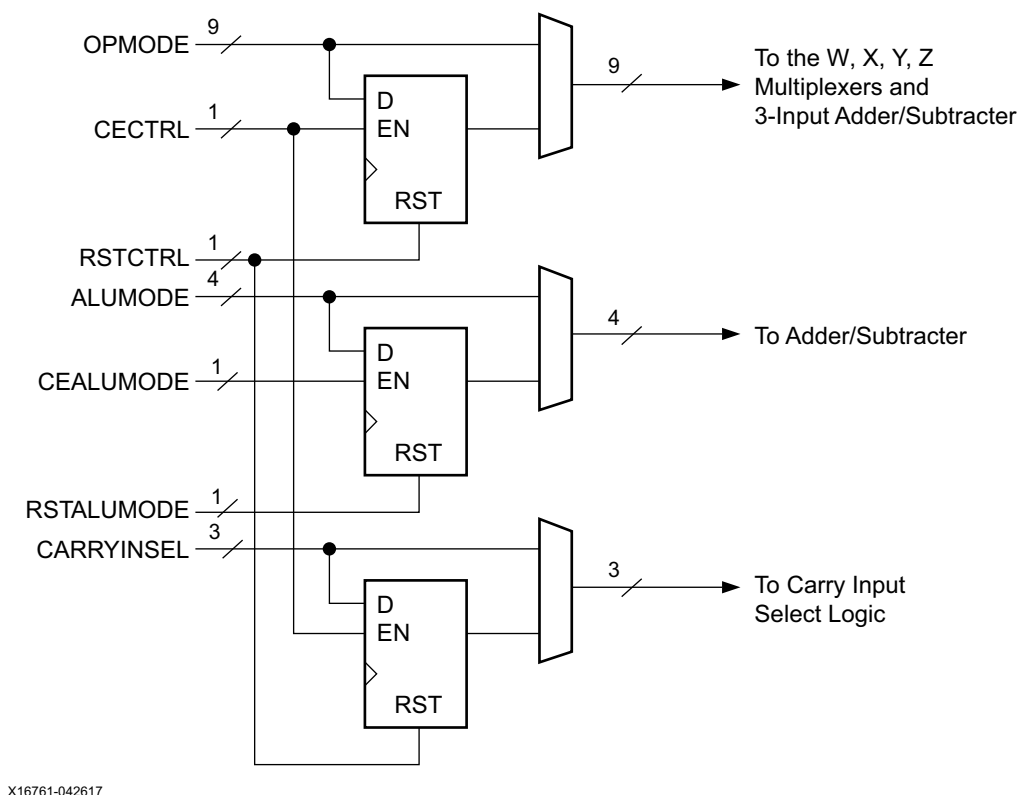 OPMODE
9
9
To the W, X, Y, Z
Multiplexers and
3-Input Adder/Subtracter
D
CECTRL
1
EN
RST
RSTCTRL
1
ALUMODE
4
4
To Adder/Subtracter
D
CEALUMODE
1
EN
RST
RSTALUMODE
1
CARRYINSEL
3
3
To Carry Input
Select Logic
D
EN
RST
X16761-042617